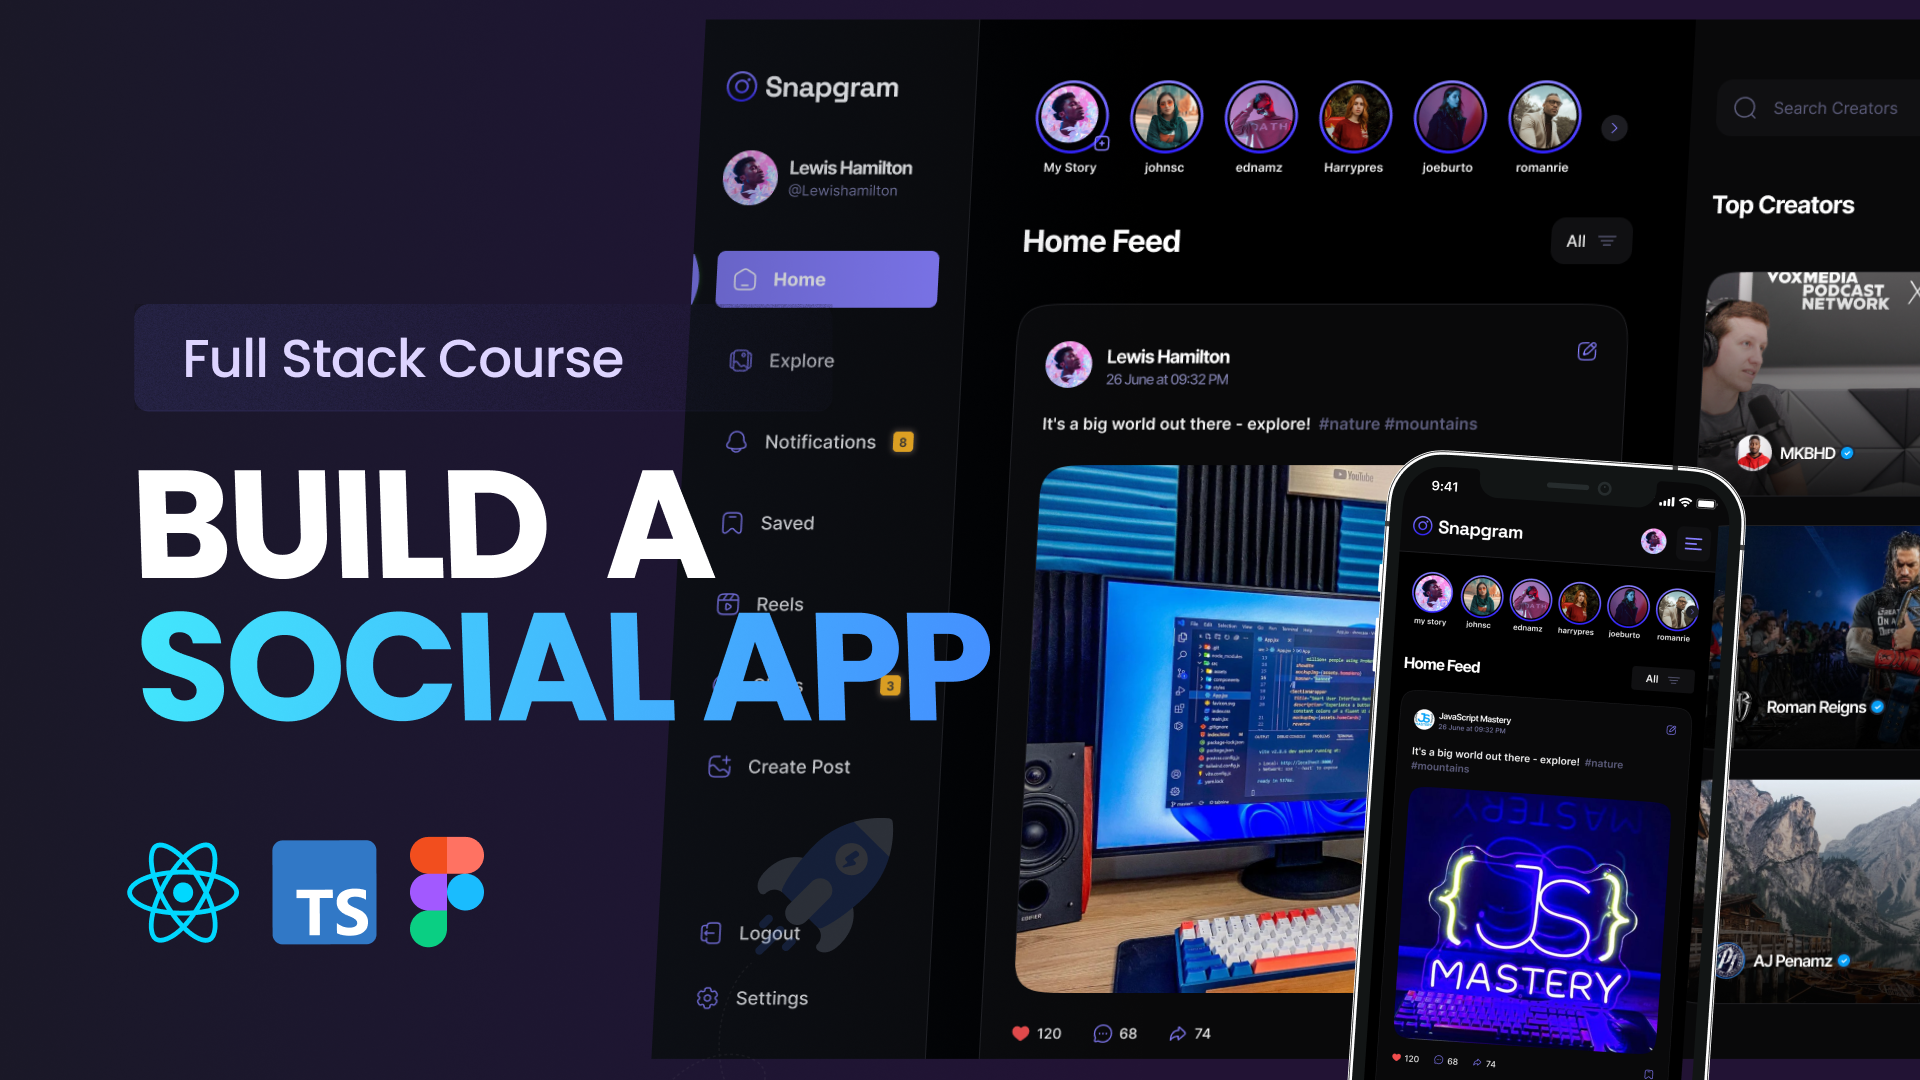 Full Stack Course
BUILD A
SOCIAL APP
TS
Snapgram
Lewis Hamilton
@Lewishamilton
Home
Explore
Notifications 8
Saved
Reels
3
Create Post
Logout
Settings
My Story
johnsc
ednamz
Harrypres
joeburto
romanrie
Home Feed
All
Lewis Hamilton
26 June at 09:32 PM
It's a big world out there - explore! #nature #mountains
YouTube
EDIFIER
120 68 74
Search Creators
Top Creators
VOXMEDIA
PODCAST
NETWORK
MKBHD
Roman Reigns
AJ Penamz
9:41
Snapgram
my story
johnsc
ednamz
harrypres
joeburto
romanrie
Home Feed
All
JavaScript Mastery
26 June at 09:32 PM
It's a big world out there - explore! #nature
#mountains
{JS}
MASTERY
120 68 74